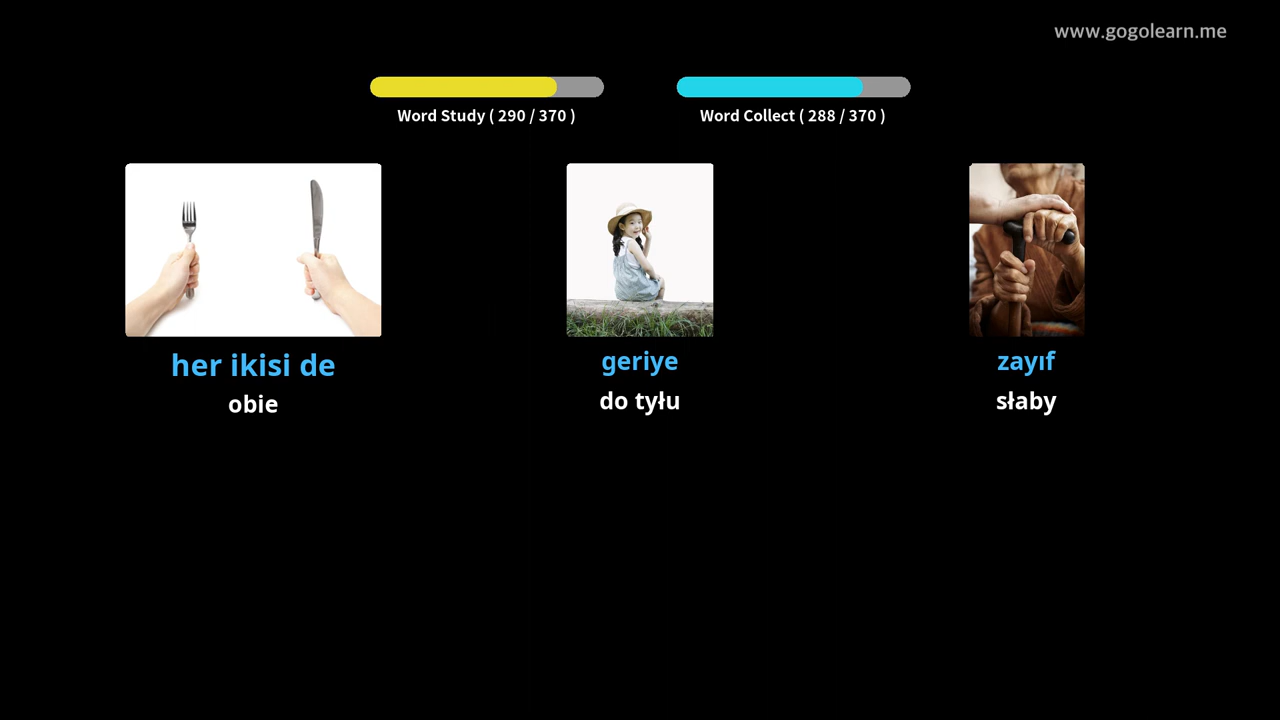 www.gogolearn.me
Word Study ( 290 / 370 )
Word Collect ( 288 / 370 )
her ikisi de
obie
geriye
do tyłu
zayıf
słaby